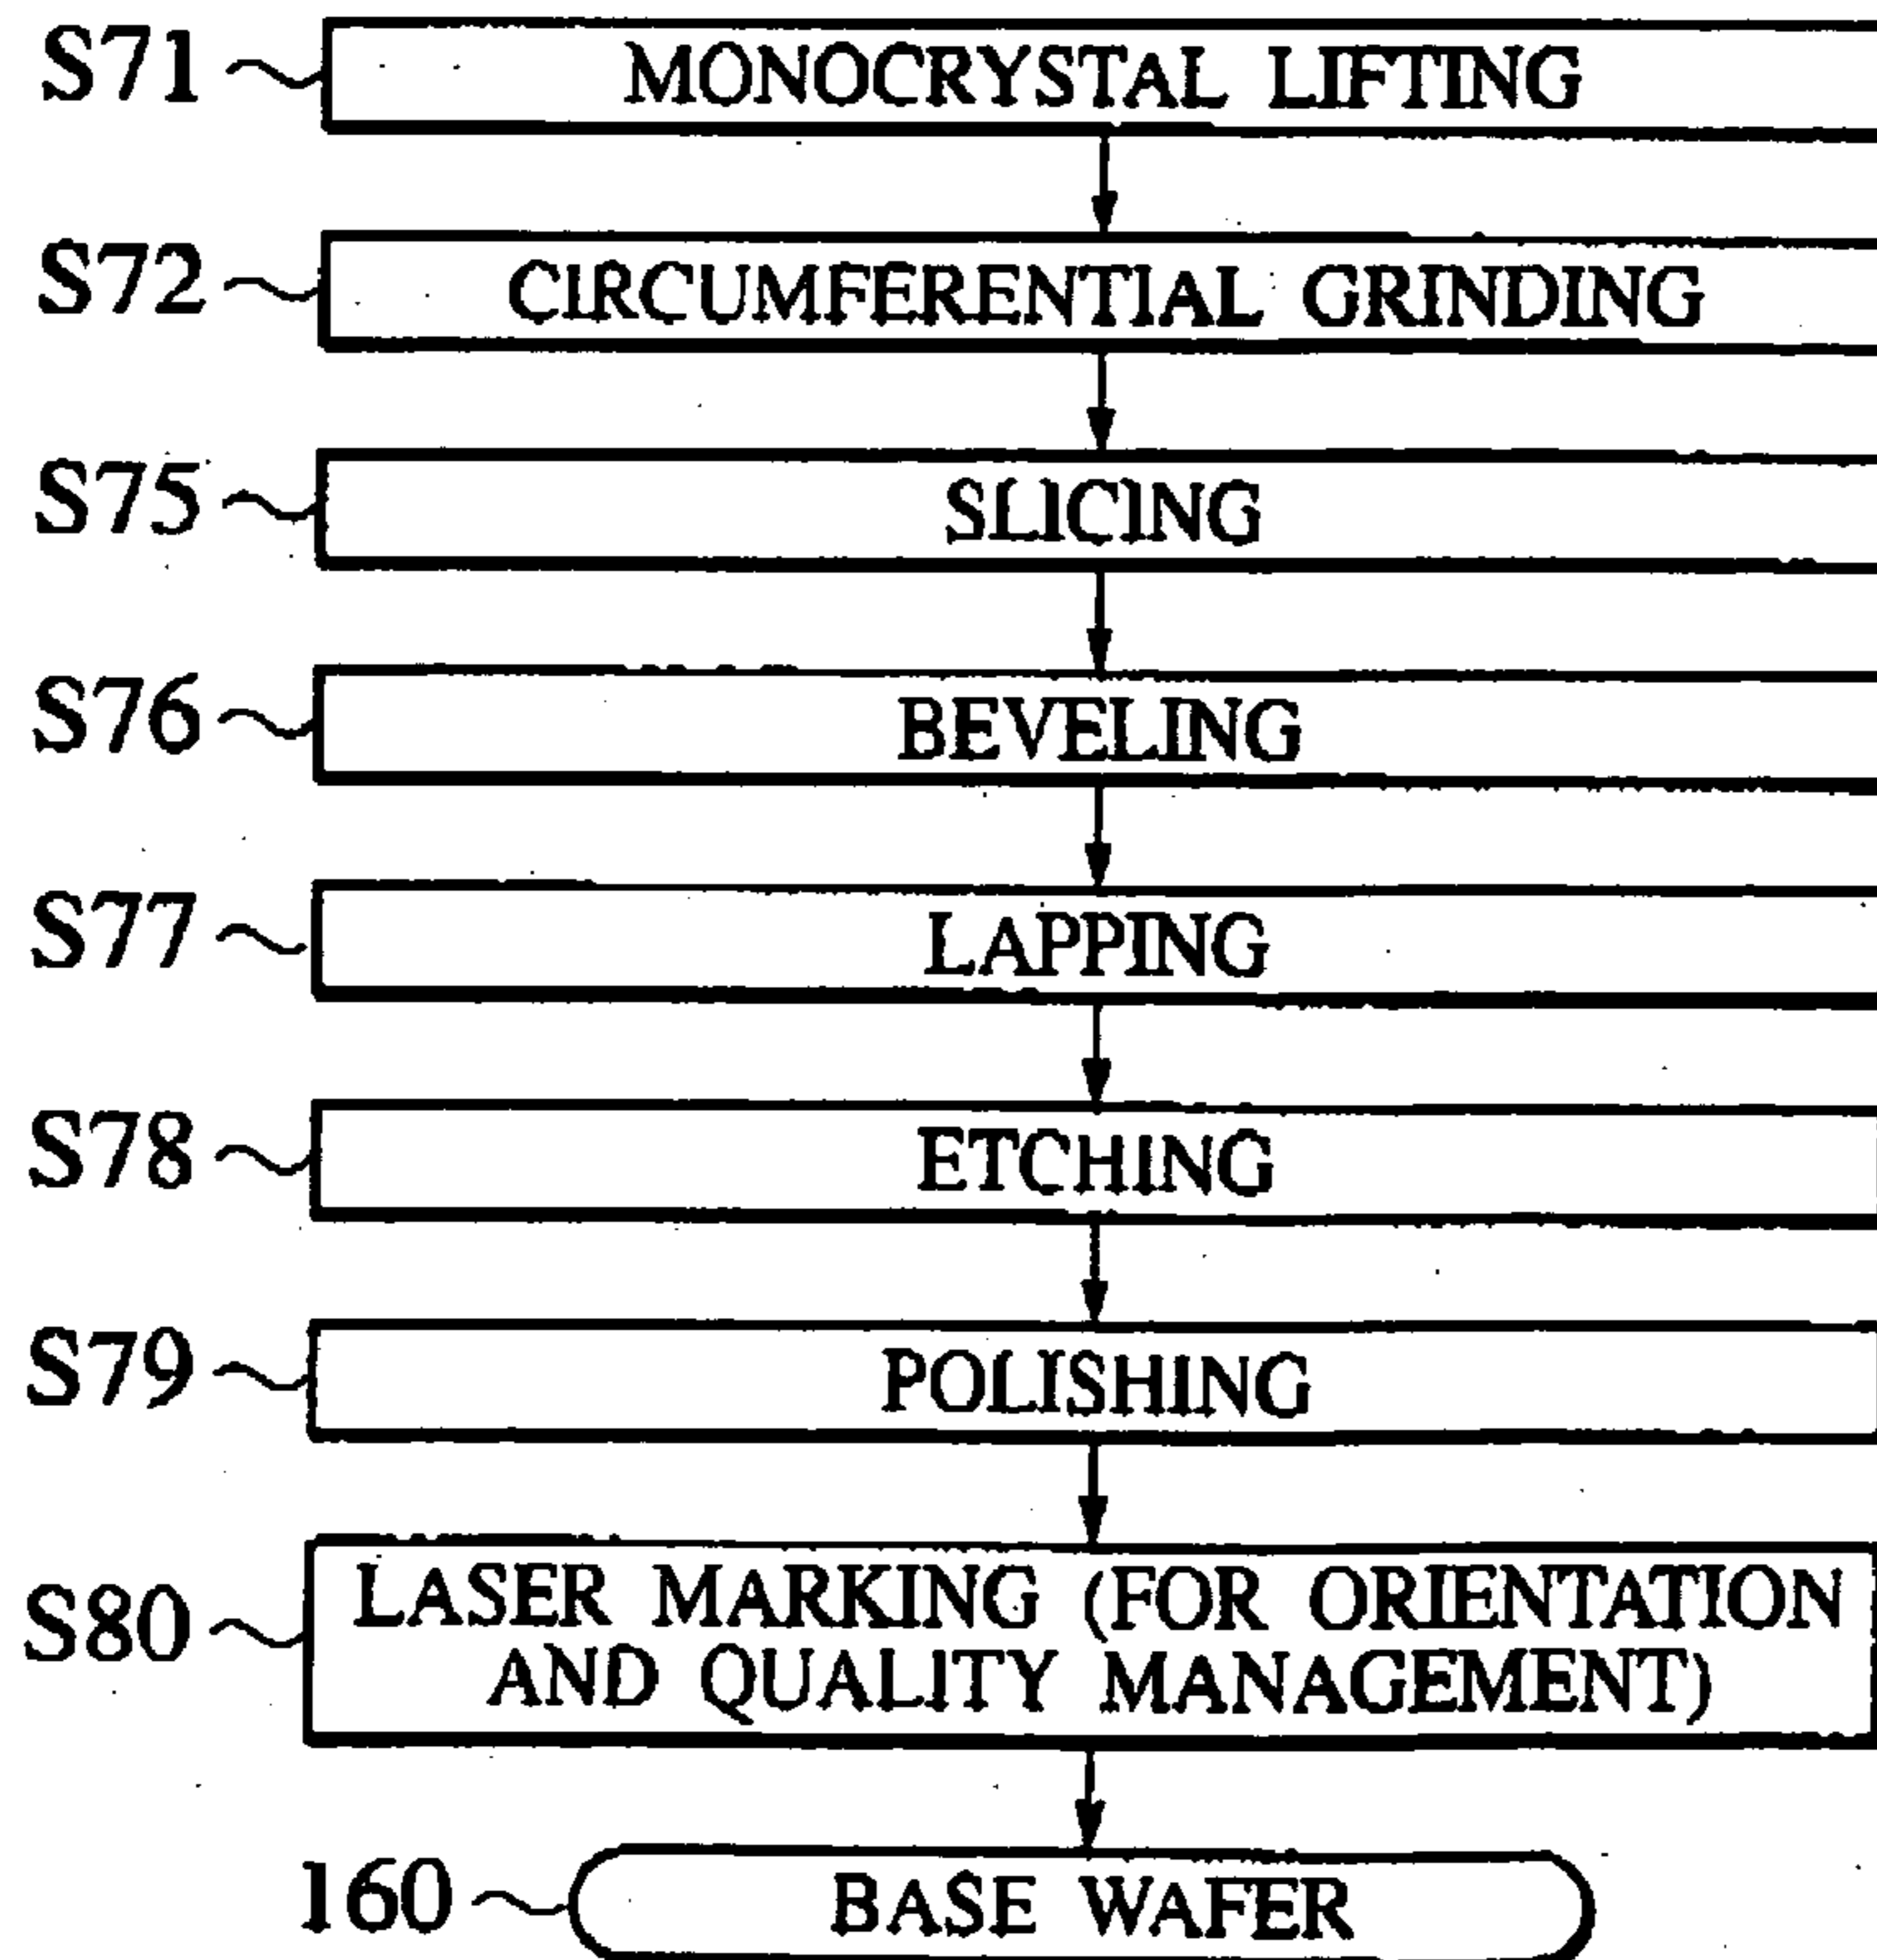 S71 MONOCRYSTAL LIFTING
S72 CIRCUMFERENTIAL GRINDING
S75 SLICING
S76 BEVELING
S77 LAPPING
S78 ETCHING
S79 POLISHING
S80 LASER MARKING (FOR ORIENTATION
AND QUALITY MANAGEMENT)
160 BASE WAFER